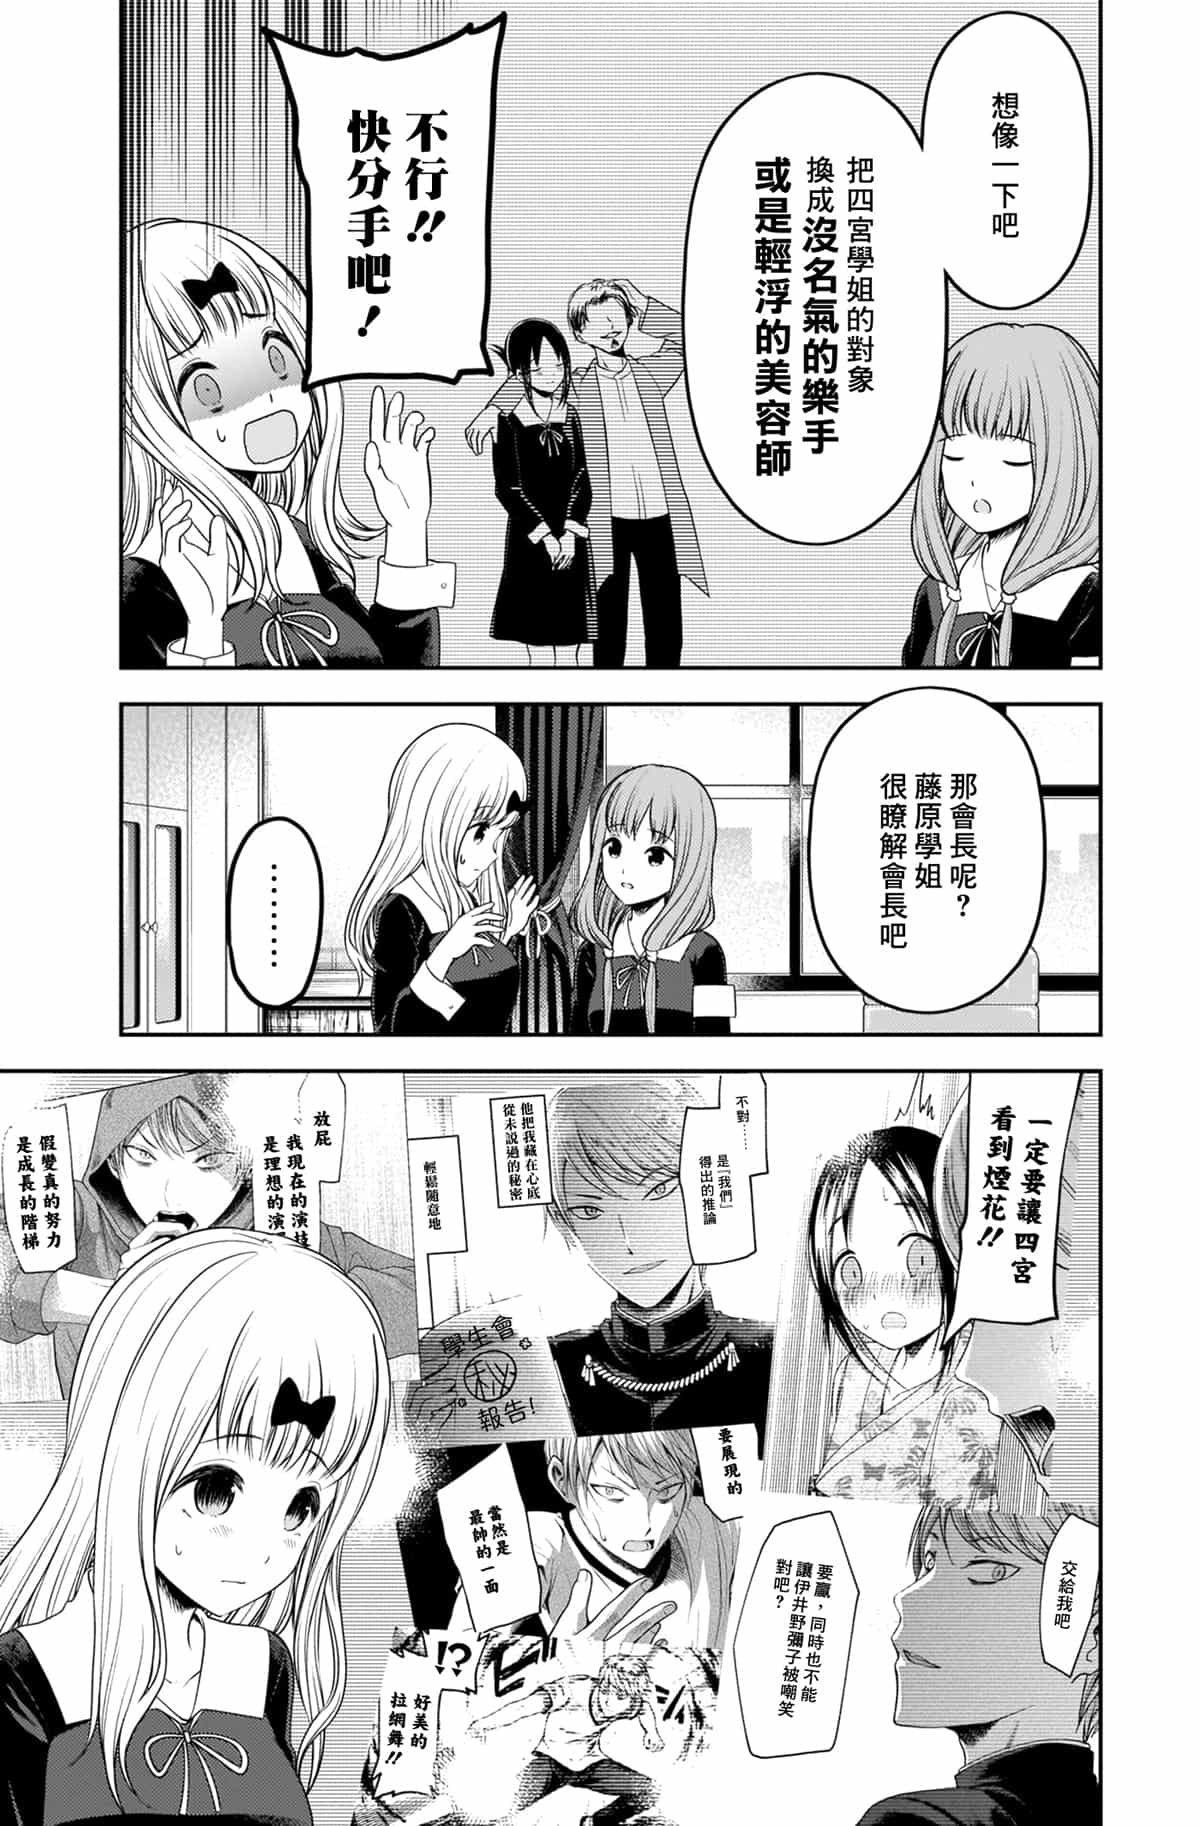 想像一下吧
把四宮學姐的對象
換成沒名氣的樂手
或是輕浮的美容師
不行!!
快分手吧!
那會長呢?
藤原學姐
很瞭解會長吧
………
一定要讓四宮
看到煙花!!
不對……
是『我們』
得出的推論
他把我藏在心底
從未說過的秘密
輕鬆隨意地
學生會
秘
報告!
放屁
我現在的演技
是理想的演
假變真的努力
是成長的階梯
交給我吧
要贏，同時也不能
讓伊井野彌子被嘲笑
對吧?
要展現的
當然是
最帥的一面
!?
好美的
拉網舞!!